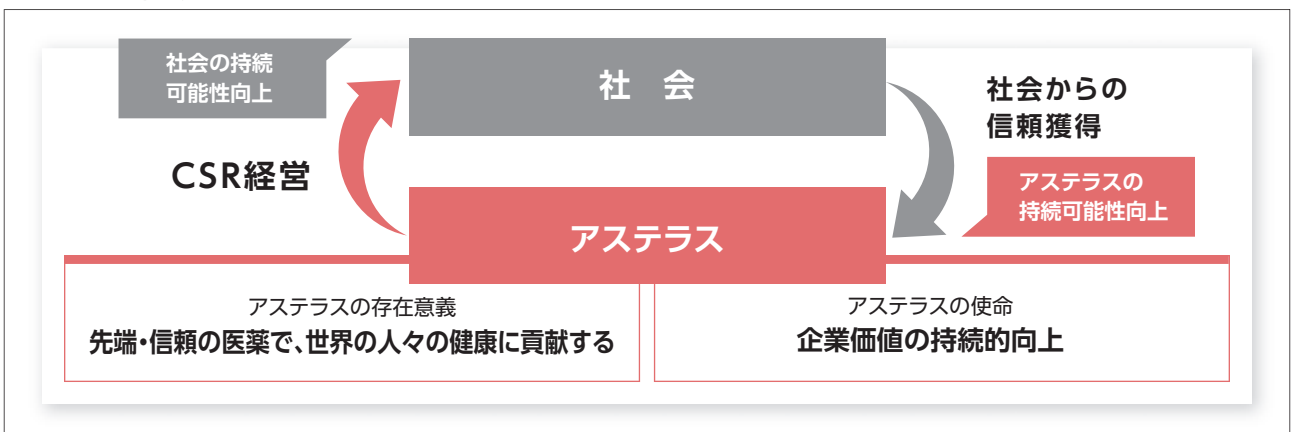 社会の持続
可能性向上
社　会
社会からの
信頼獲得
CSR経営
アステラスの
持続可能性向上
アステラス
アステラスの存在意義
先端・信頼の医薬で、世界の人々の健康に貢献する
アステラスの使命
企業価値の持続的向上